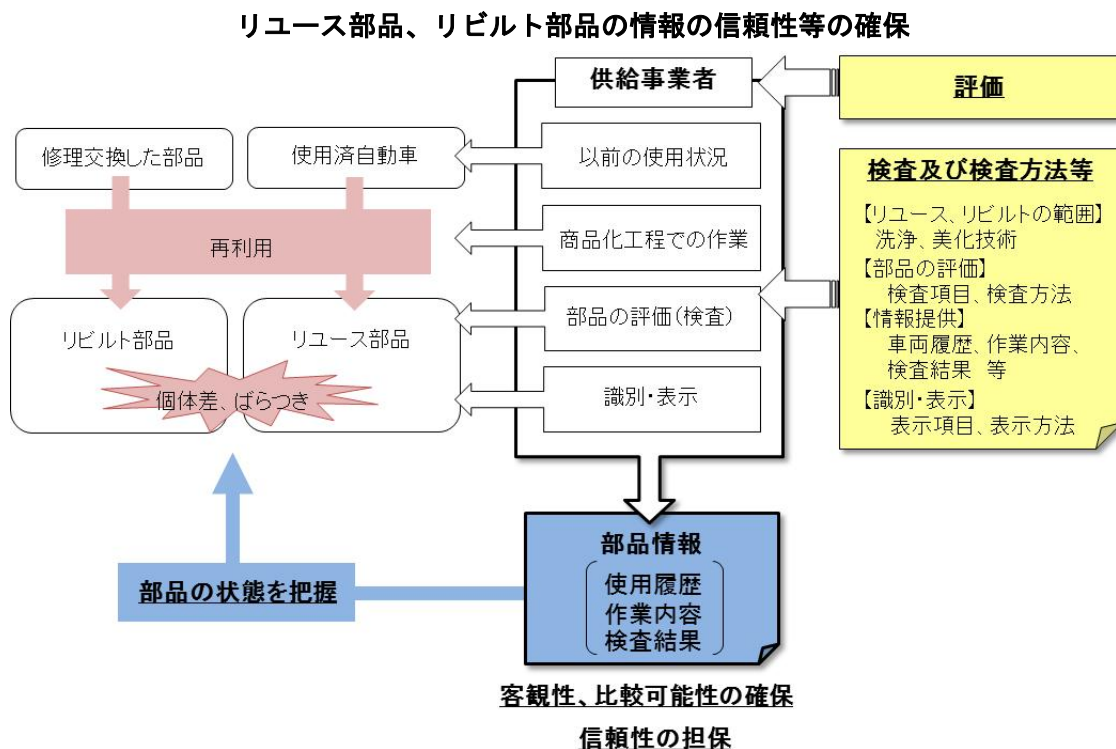 リユース部品、リビルト部品の情報の信頼性等の確保
供給事業者
評価
修理交換した部品
使用済自動車
以前の使用状況
再利用
商品化工程での作業
リビルト部品
リユース部品
部品の評価(検査)
個体差、ばらつき
識別・表示
検査及び検査方法等
【リユース、リビルトの範囲】
洗浄、美化技術
【部品の評価】
検査項目、検査方法
【情報提供】
車両履歴、作業内容、
検査結果 等
【識別・表示】
表示項目、表示方法
部品情報
使用履歴
作業内容
検査結果
部品の状態を把握
客観性、比較可能性の確保
信頼性の担保